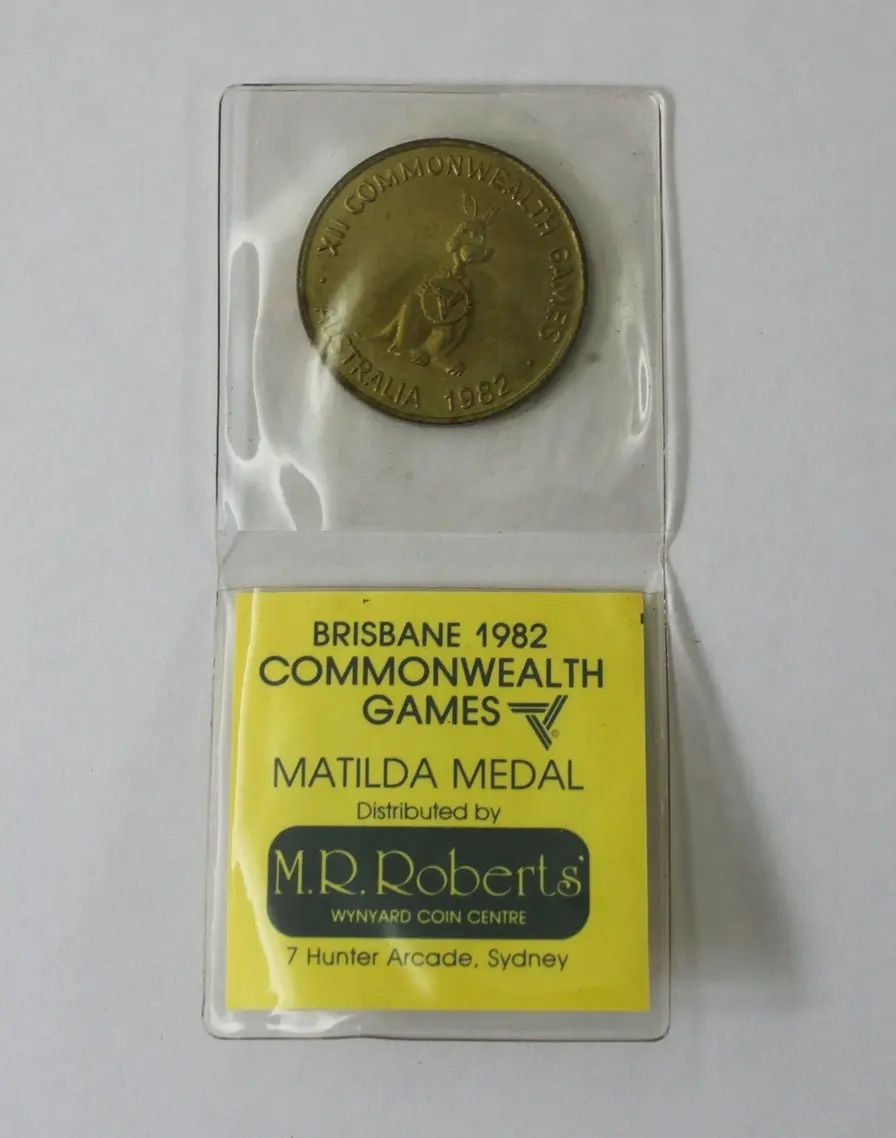 · XII COMMONWEALTH GAMES ·
AUSTRALIA 1982
BRISBANE 1982
COMMONWEALTH
GAMES
©
MATILDA MEDAL
Distributed by
M.R. Roberts'
WYNYARD COIN CENTRE
7 Hunter Arcade, Sydney